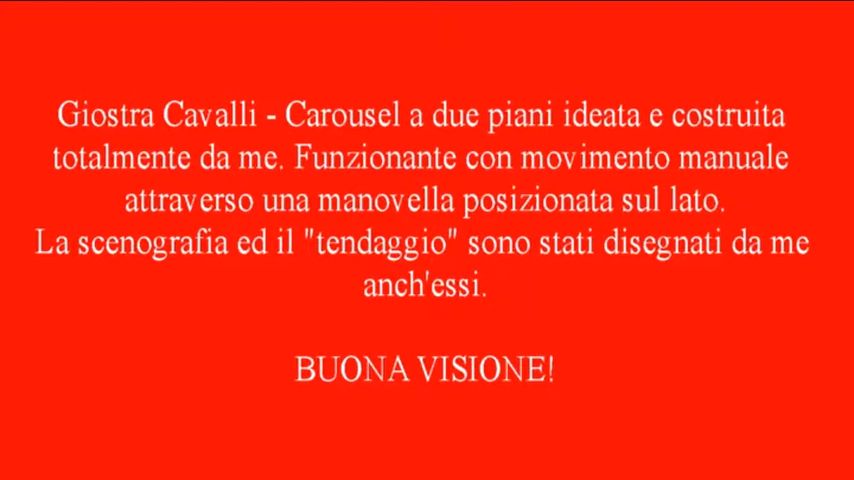 Giostra Cavalli - Carousel a due piani ideata e costruita
totalmente da me. Funzionante con movimento manuale
attraverso una manovella posizionata sul lato.
La scenografia ed il "tendaggio" sono stati disegnati da me
anch'essi.
BUONA VISIONE!